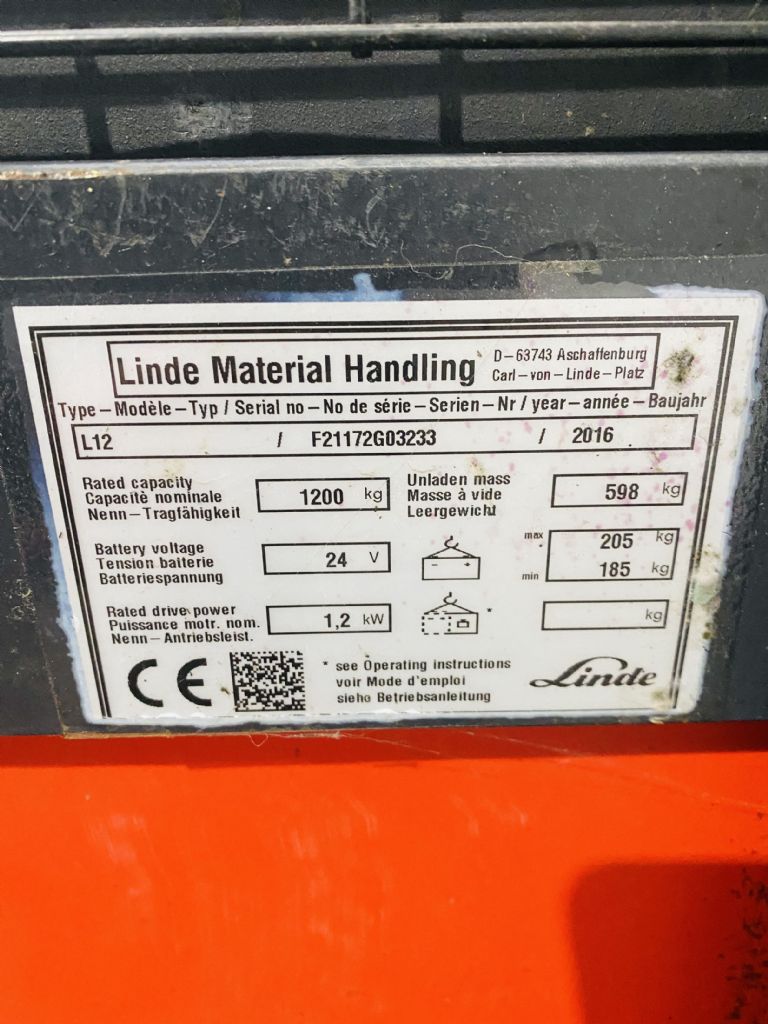 Linde Material Handling
D-63743 Aschaffenburg
Carl-von-Linde-Platz
Type-Modèle-Typ / Serial no-No de série-Serien-Nr / year-année-Baujahr
L12 / F21172G03233 / 2016
Rated capacity
Capacité nominale
Nenn-Tragfähigkeit
1200 kg
Unladen mass
Masse à vide
Leergewicht
598 kg
Battery voltage
Tension batterie
Batteriespannung
24 V
- +
max 205 kg
* min 185 kg
Rated drive power
Puissance motr. nom.
Nenn-Antriebsleist.
1,2 kW
*
kg
CE
* see Operating instructions
voir Mode d'emploi
siehe Betriebsanleitung
Linde